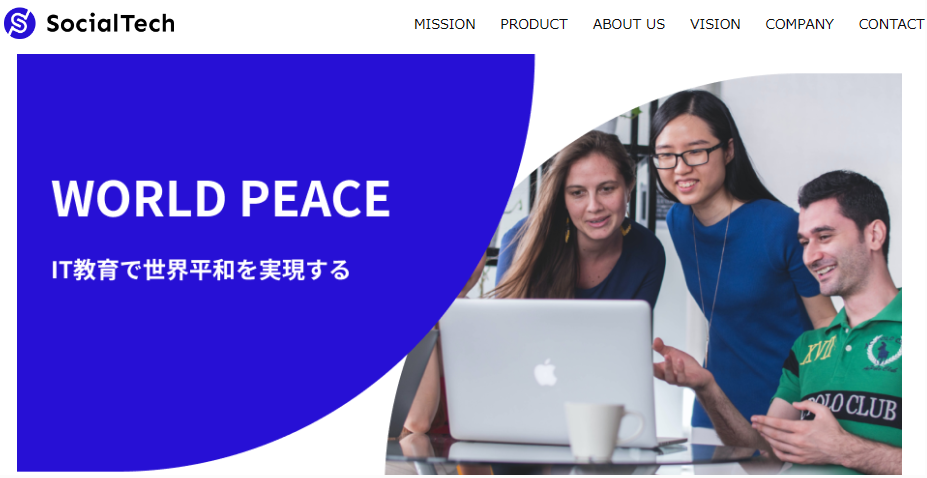 SocialTech
MISSION PRODUCT ABOUT US VISION COMPANY CONTACT
WORLD PEACE
IT教育で世界平和を実現する
XVII
POLO CLUB